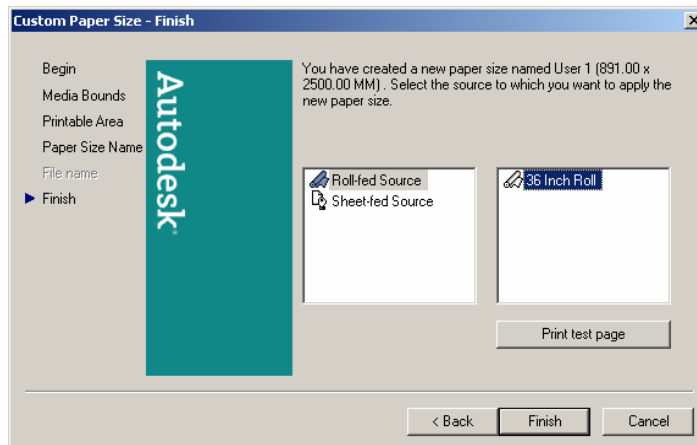 Custom Paper Size - Finish
Begin
Media Bounds
Printable Area
Paper Size Name
File name
Finish
Autodesk
You have created a new paper size named User 1 (891.00 x
2500.00 MM) . Select the source to which you want to apply the
new paper size.
Roll-fed Source
Sheet-fed Source
36 Inch Roll
Print test page
< Back
Finish
Cancel